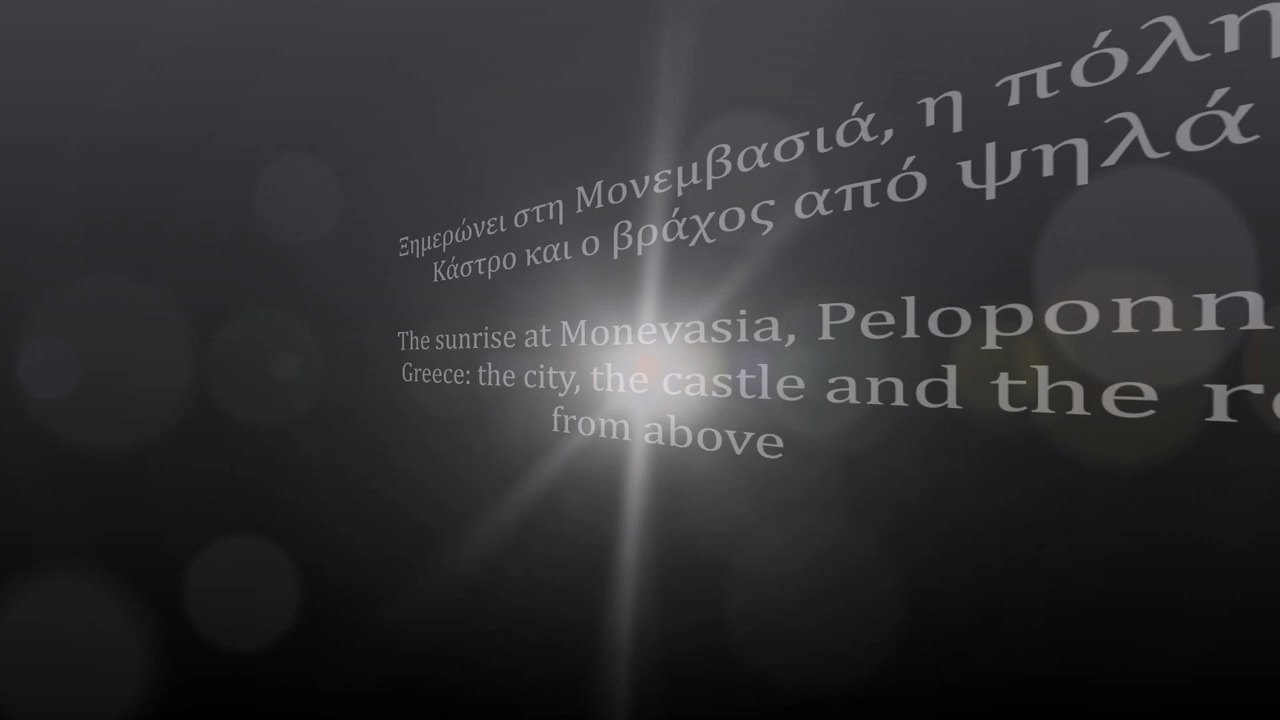 Ξημερώνει στη Μονεμβασιά, η πόλη
Κάστρο και ο βράχος από ψηλά
The sunrise at Monevasia, Peloponn
Greece: the city, the castle and the
from above